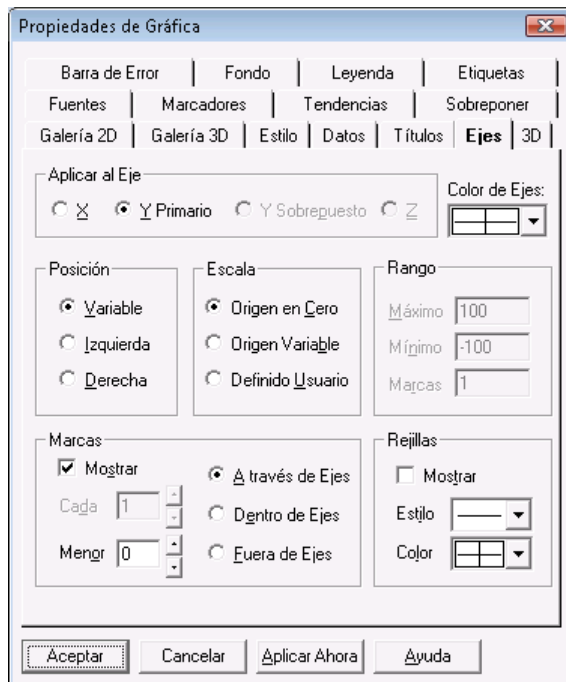 Propiedades de Gráfica
Barra de Error Fondo Leyenda Etiquetas
Fuentes Marcadores Tendencias Sobreponer
Galería 2D Galería 3D Estilo Datos Títulos Ejes 3D
Aplicar al Eje
X Y Primario Y Sobrepuesto Z
Color de Ejes:
Posición
Variable
Izquierda
Derecha
Escala
Origen en Cero
Origen Variable
Definido Usuario
Rango
Máximo 100
Mínimo -100
Marcas 1
Marcas
Mostrar
Cada 1
Menor 0
A través de Ejes
Dentro de Ejes
Fuera de Ejes
Rejillas
Mostrar
Estilo
Color
Aceptar Cancelar Aplicar Ahora Ayuda